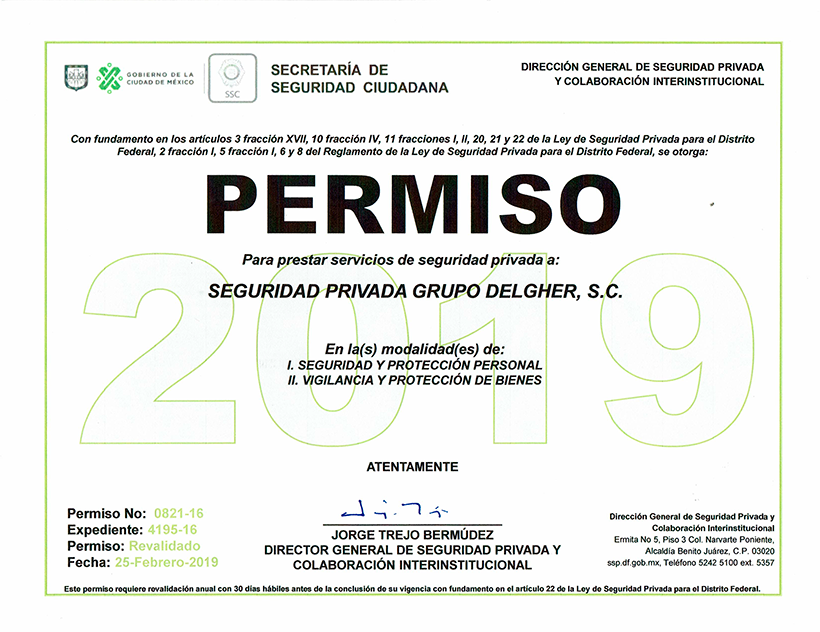 GOBIERNO DE LA
CIUDAD DE MÉXICO
SSC
SECRETARÍA DE
SEGURIDAD CIUDADANA
DIRECCIÓN GENERAL DE SEGURIDAD PRIVADA
Y COLABORACIÓN INTERINSTITUCIONAL
Con fundamento en los artículos 3 fracción XVII, 10 fracción IV, 11 fracciones I, II, 20, 21 y 22 de la Ley de Seguridad Privada para el Distrito
Federal, 2 fracción I, 5 fracción I, 6 y 8 del Reglamento de la Ley de Seguridad Privada para el Distrito Federal, se otorga:
PERMISO
2019
Para prestar servicios de seguridad privada a:
SEGURIDAD PRIVADA GRUPO DELGHER, S.C.
En la(s) modalidad(es) de:
I. SEGURIDAD Y PROTECCIÓN PERSONAL
II. VIGILANCIA Y PROTECCIÓN DE BIENES
ATENTAMENTE
JORGE TREJO BERMÚDEZ
DIRECTOR GENERAL DE SEGURIDAD PRIVADA Y
COLABORACIÓN INTERINSTITUCIONAL
Permiso No: 0821-16
Expediente: 4195-16
Permiso: Revalidado
Fecha: 25-Febrero-2019
Dirección General de Seguridad Privada y
Colaboración Interinstitucional
Ermita No 5, Piso 3 Col. Narvarte Poniente,
Alcaldía Benito Juárez, C.P. 03020
ssp.df.gob.mx, Teléfono 5242 5100 ext. 5357
Este permiso requiere revalidación anual con 30 días hábiles antes de la conclusión de su vigencia con fundamento en el artículo 22 de la Ley de Seguridad Privada para el Distrito Federal.